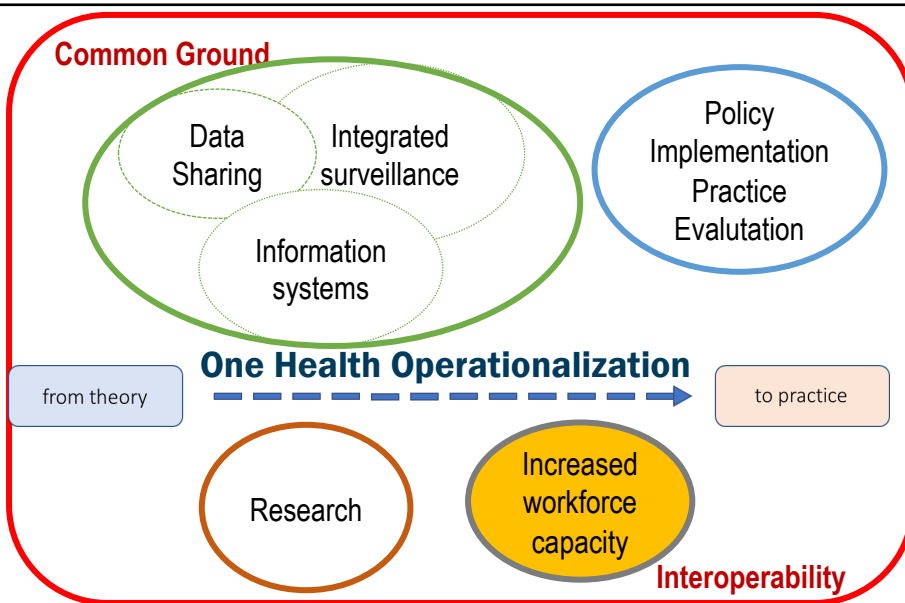 Common Ground
Data
Sharing
Integrated
surveillance
Information
systems
Policy
Implementation
Practice
Evalutation
One Health Operationalization
from theory
to practice
Research
Increased
workforce
capacity
Interoperability